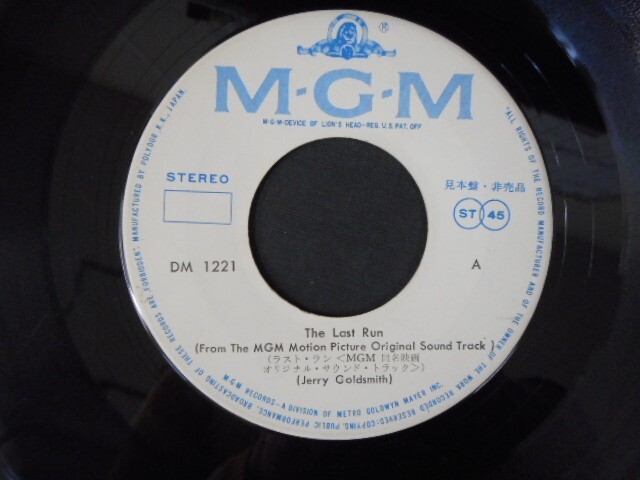 M-G-M
®
M-G-M-DEVICE OF LION'S HEAD-REG. U.S. PAT. OFF
STEREO
見本盤・非売品
ST 45
DM 1221
A
The Last Run
(From The MGM Motion Picture Original Sound Track)
(ラスト・ラン<MGM 同名映画
オリジナル・サウンド・トラック>)
(Jerry Goldsmith)
M-G-M RECORDS—A DIVISION OF METRO GOLDWYN MAYER INC.
"ALL RIGHTS OF THE RECORD MANUFACTURER AND OF THE OWNER OF THE WORK RECORDED RESERVED-COPYING, PUBLIC PERFORMANCE, BROADCASTING OF THESE RECORDS ARE FORBIDDEN". MANUFACTURED BY POLYDOR K.K., JAPAN.